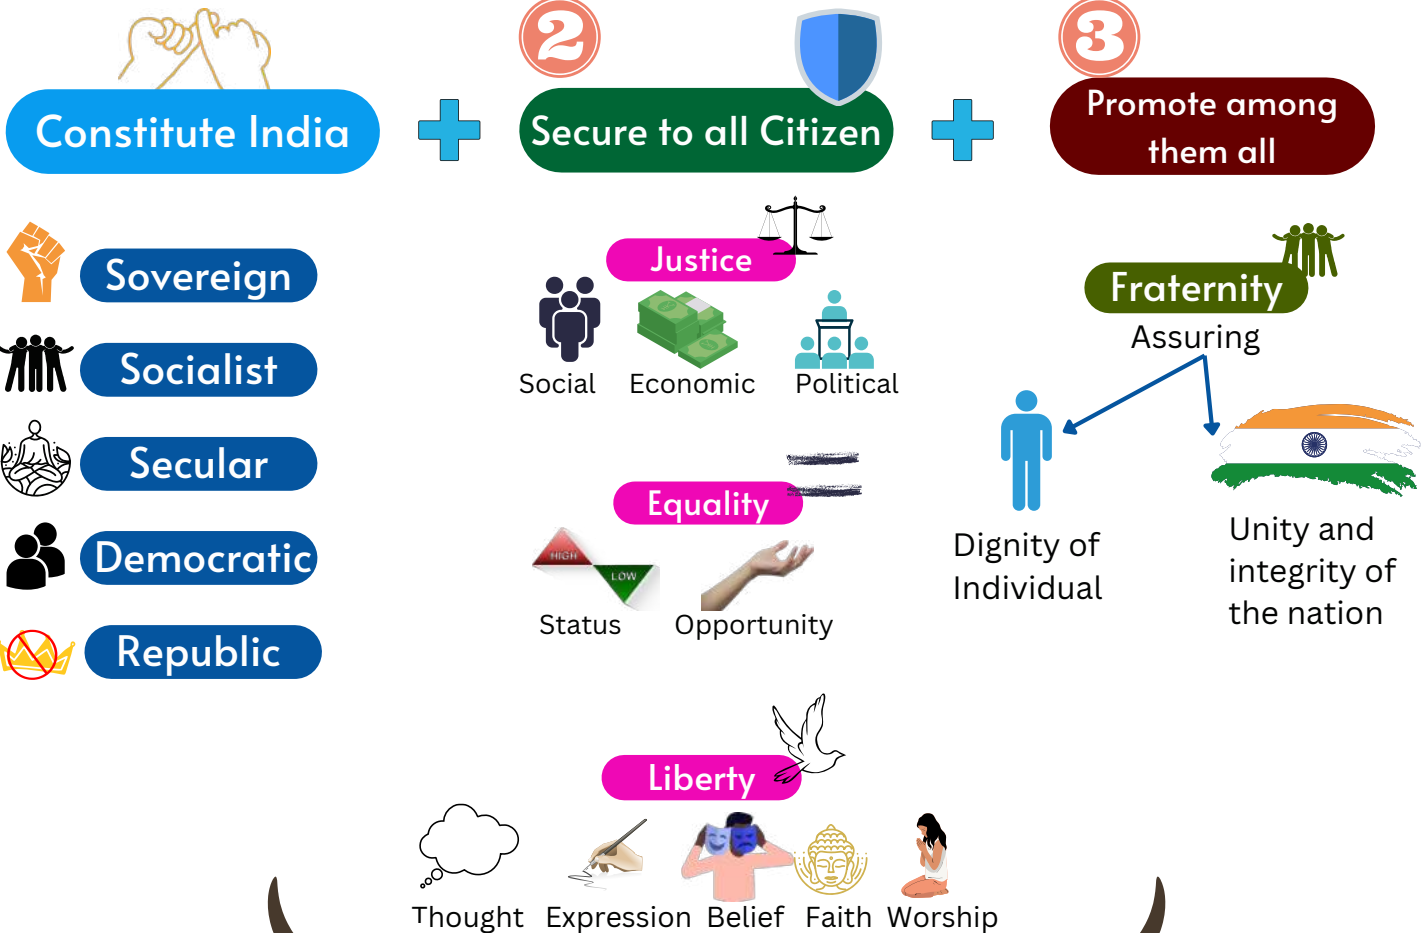 Constitute India
Sovereign
Socialist
Secular
Democratic
Republic
2
Secure to all Citizen
Justice
Social Economic Political
Equality
HIGH
LOW
Status Opportunity
Liberty
Thought Expression Belief Faith Worship
3
Promote among
them all
Fraternity
Assuring
Dignity of
Individual
Unity and
integrity of
the nation